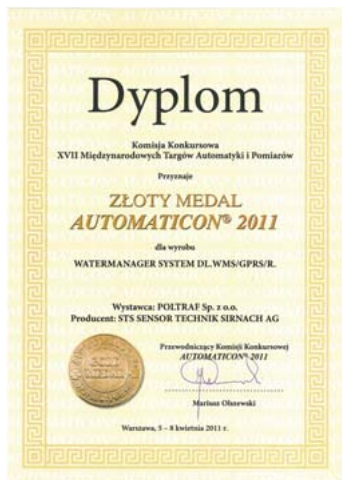 Dyplom
Komisja Konkursowa
XVII Międzynarodowych Targów Automatyki i Pomiarów
Przyznaje
ZŁOTY MEDAL
AUTOMATICON® 2011
dla wyrobu
WATERMANAGER SYSTEM DL.WMS/GPRS/R.
Wystawca: POLTRAF Sp. z o.o.
Producent: STS SENSOR TECHNIK SIRNACH AG
Przewodniczący Komisji Konkursowej
AUTOMATICON® 2011
GOLD
MEDAL
Mariusz Olszewski
Warszawa, 5 – 8 kwietnia 2011 r.